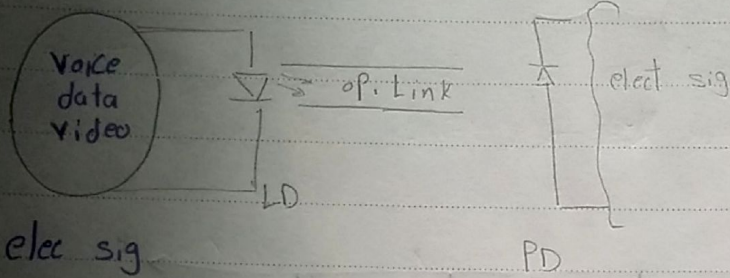 Voice
data
video
op. Link
elect sig
LD
elec sig
PD